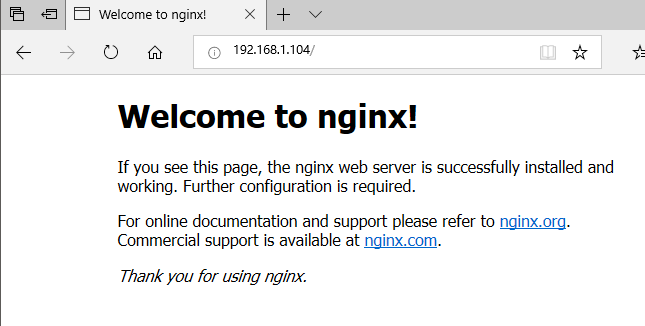 Welcome to nginx!
192.168.1.104/
Welcome to nginx!
If you see this page, the nginx web server is successfully installed and
working. Further configuration is required.
For online documentation and support please refer to nginx.org.
Commercial support is available at nginx.com.
Thank you for using nginx.